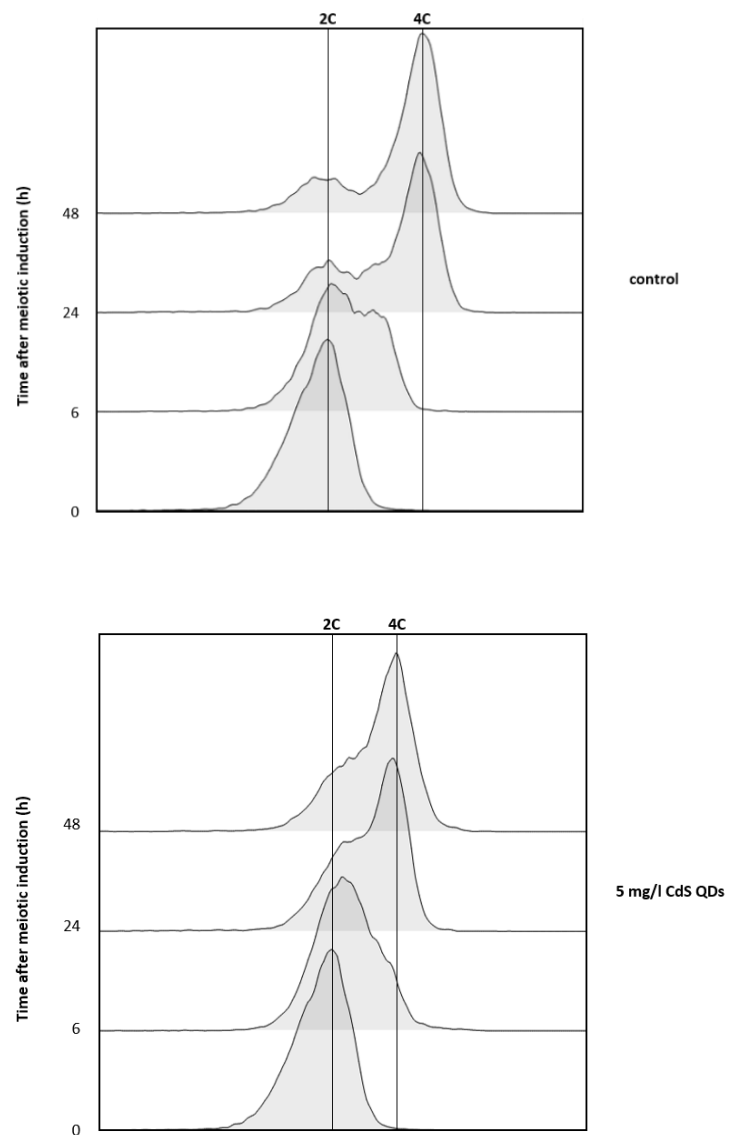 2C 4C
Time after meiotic induction (h)
48
24
6
0
control
2C 4C
Time after meiotic induction (h)
48
24
6
0
5 mg/l CdS QDs